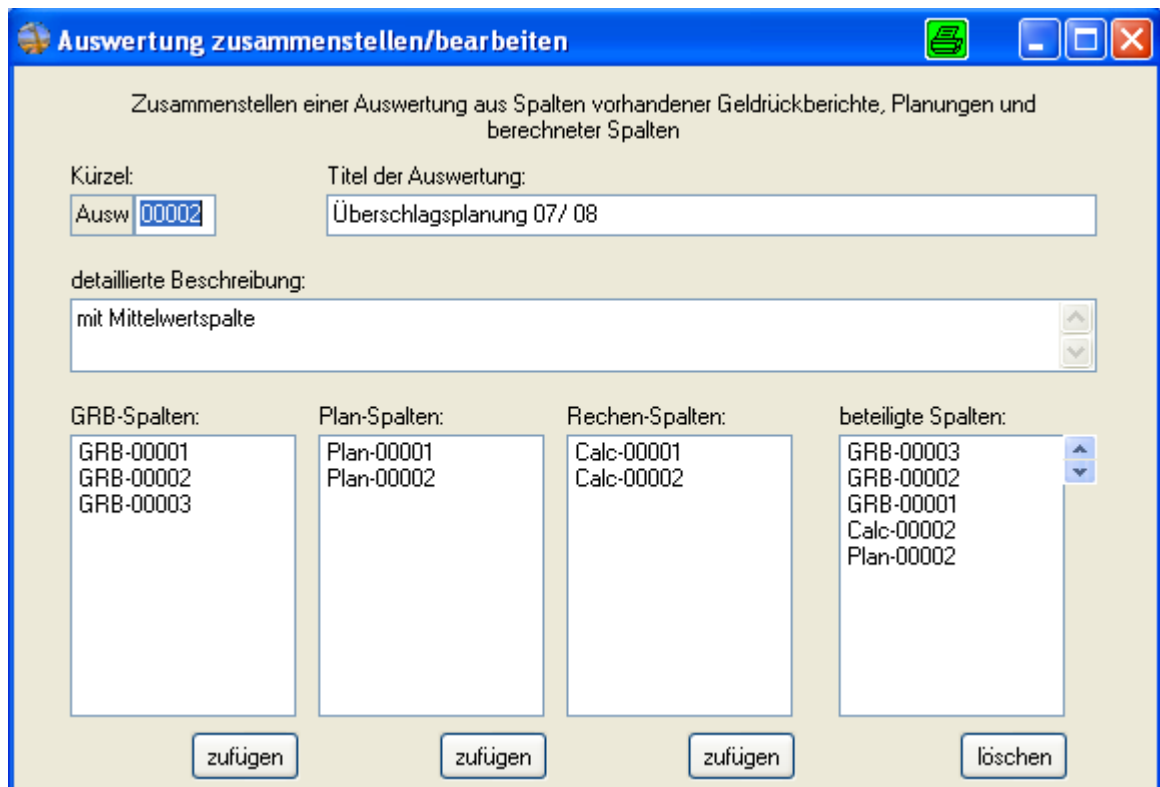 Auswertung zusammenstellen/bearbeiten
Zusammenstellen einer Auswertung aus Spalten vorhandener Geldrückberichte, Planungen und
berechneter Spalten
Kürzel:
Titel der Auswertung:
Ausw 00002
Überschlagsplanung 07/ 08
detaillierte Beschreibung:
mit Mittelwertspalte
GRB-Spalten:
GRB-00001
GRB-00002
GRB-00003
zufügen
Plan-Spalten:
Plan-00001
Plan-00002
zufügen
Rechen-Spalten:
Calc-00001
Calc-00002
zufügen
beteiligte Spalten:
GRB-00003
GRB-00002
GRB-00001
Calc-00002
Plan-00002
löschen